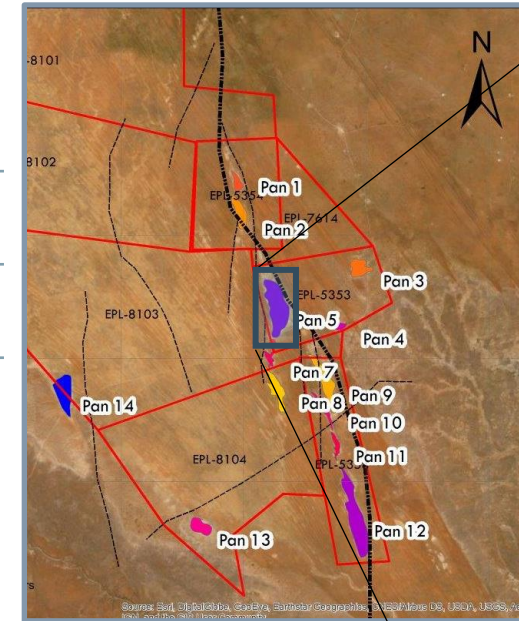 N
-8101
8102
Pan 1
EPL-5354
EPL-7614
Pan 2
Pan 3
EPL-5353
EPL-8103
Pan 5
Pan 4
Pan 7
Pan 14
Pan 8
Pan 9
Pan 10
EPL-8104
Pan 11
Pan 12
Pan 13
Source: Esri, DigitalGlobe, GeoEye, Earthstar Geographics, CNES/Airbus DS, USDA, USGS,